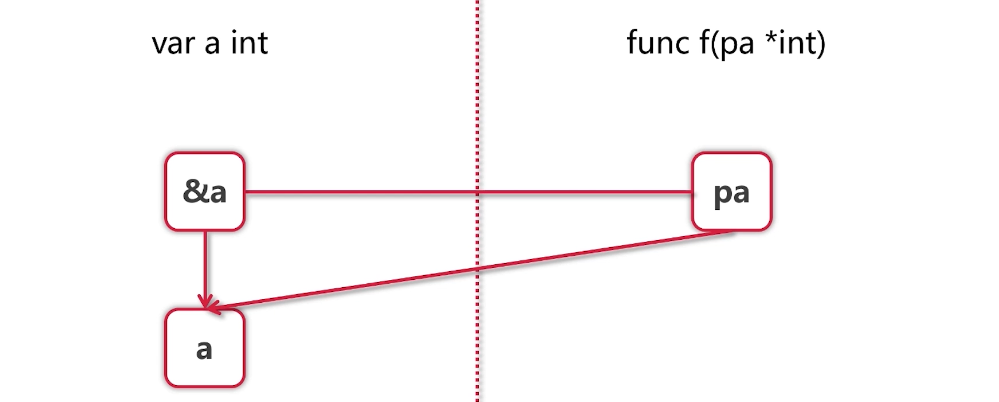 var a int
func f(pa *int)
&a
pa
a